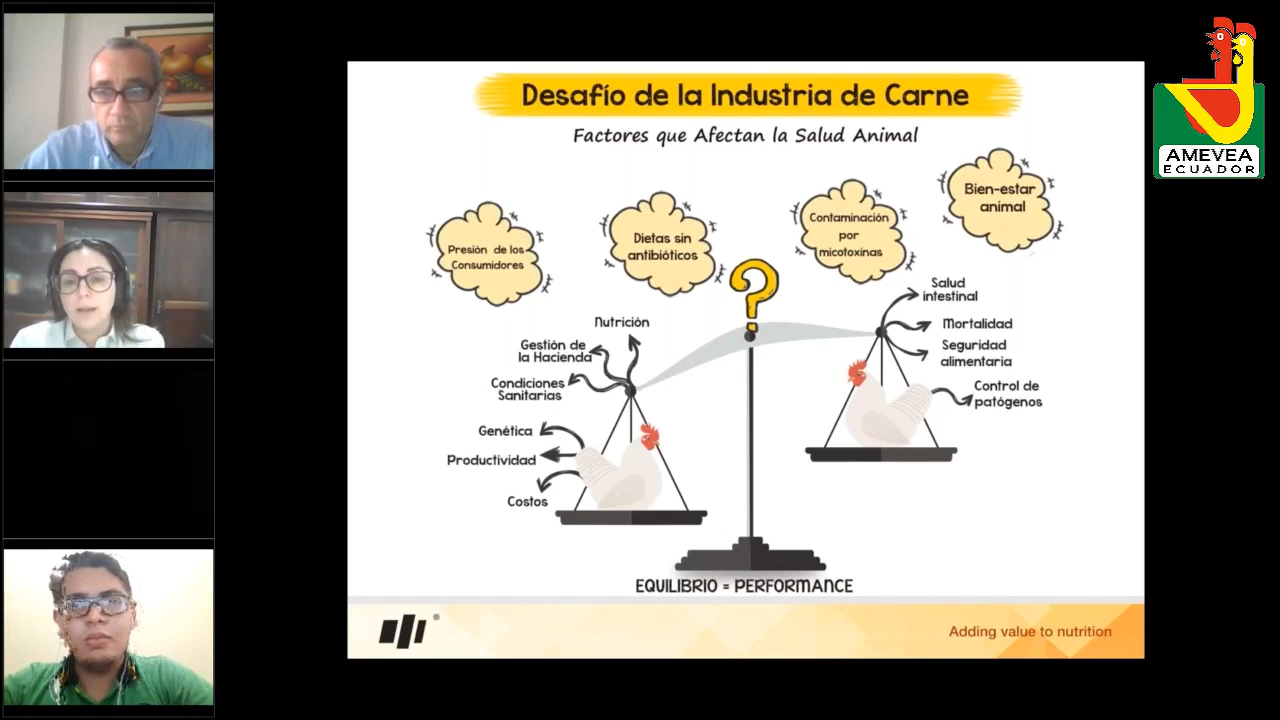 Desafío de la Industria de Carne
Factores que Afectan la Salud Animal
Presión de los
Consumidores
Dietas sin
antibióticos
Contaminación
por
micotoxinas
Bien-estar
animal
?
Nutrición
Gestión de
la Hacienda
Condiciones
Sanitarias
Genética
Productividad
Costos
Salud
intestinal
Mortalidad
Seguridad
alimentaria
Control de
patógenos
EQUILIBRIO = PERFORMANCE
®
Adding value to nutrition
AMEVEA
ECUADOR